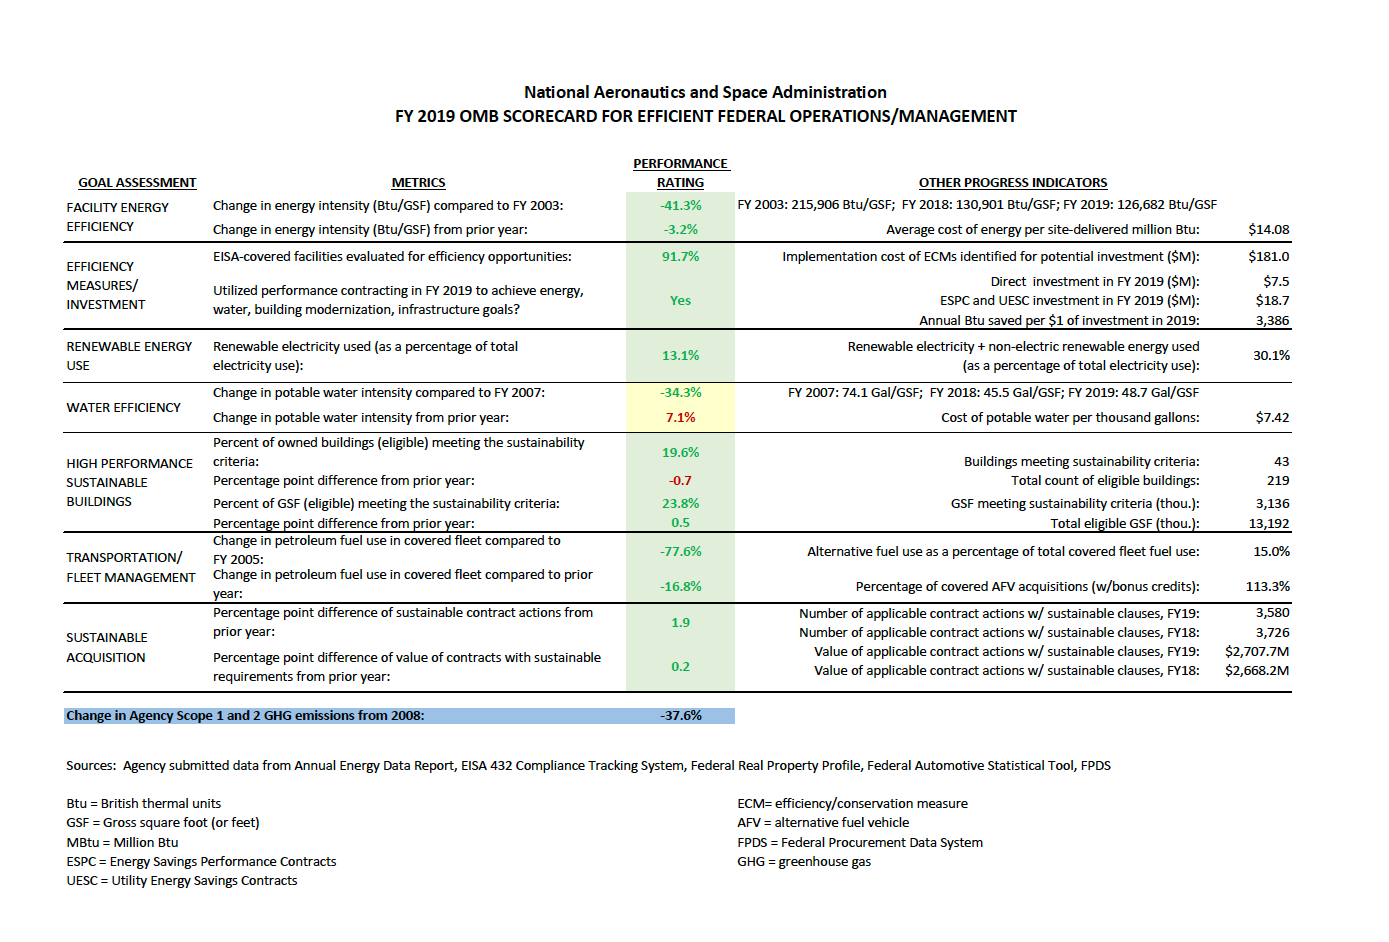 National Aeronautics and Space Administration
FY 2019 OMB SCORECARD FOR EFFICIENT FEDERAL OPERATIONS/MANAGEMENT
GOAL ASSESSMENT METRICS PERFORMANCE RATING OTHER PROGRESS INDICATORS
FACILITY ENERGY EFFICIENCY
Change in energy intensity (Btu/GSF) compared to FY 2003: -41.3% FY 2003: 215,906 Btu/GSF; FY 2018: 130,901 Btu/GSF; FY 2019: 126,682 Btu/GSF
Change in energy intensity (Btu/GSF) from prior year: -3.2% Average cost of energy per site-delivered million Btu: $14.08
EFFICIENCY MEASURES/ INVESTMENT
EISA-covered facilities evaluated for efficiency opportunities: 91.7% Implementation cost of ECMs identified for potential investment ($M): $181.0
Utilized performance contracting in FY 2019 to achieve energy,
water, building modernization, infrastructure goals? Yes
Direct investment in FY 2019 ($M): $7.5
ESPC and UESC investment in FY 2019 ($M): $18.7
Annual Btu saved per $1 of investment in 2019: 3,386
RENEWABLE ENERGY USE
Renewable electricity used (as a percentage of total
electricity use): 13.1%
Renewable electricity + non-electric renewable energy used
(as a percentage of total electricity use): 30.1%
WATER EFFICIENCY
Change in potable water intensity compared to FY 2007: -34.3% FY 2007: 74.1 Gal/GSF; FY 2018: 45.5 Gal/GSF; FY 2019: 48.7 Gal/GSF
Change in potable water intensity from prior year: 7.1% Cost of potable water per thousand gallons: $7.42
HIGH PERFORMANCE SUSTAINABLE BUILDINGS
Percent of owned buildings (eligible) meeting the sustainability
criteria: 19.6% Buildings meeting sustainability criteria: 43
Percentage point difference from prior year: -0.7 Total count of eligible buildings: 219
Percent of GSF (eligible) meeting the sustainability criteria: 23.8% GSF meeting sustainability criteria (thou.): 3,136
Percentage point difference from prior year: 0.5 Total eligible GSF (thou.): 13,192
TRANSPORTATION/ FLEET MANAGEMENT
Change in petroleum fuel use in covered fleet compared to
FY 2005: -77.6% Alternative fuel use as a percentage of total covered fleet fuel use: 15.0%
Change in petroleum fuel use in covered fleet compared to prior
year: -16.8% Percentage of covered AFV acquisitions (w/bonus credits): 113.3%
SUSTAINABLE ACQUISITION
Percentage point difference of sustainable contract actions from
prior year: 1.9
Number of applicable contract actions w/ sustainable clauses, FY19: 3,580
Number of applicable contract actions w/ sustainable clauses, FY18: 3,726
Percentage point difference of value of contracts with sustainable
requirements from prior year: 0.2
Value of applicable contract actions w/ sustainable clauses, FY19: $2,707.7M
Value of applicable contract actions w/ sustainable clauses, FY18: $2,668.2M
Change in Agency Scope 1 and 2 GHG emissions from 2008: -37.6%
Sources: Agency submitted data from Annual Energy Data Report, EISA 432 Compliance Tracking System, Federal Real Property Profile, Federal Automotive Statistical Tool, FPDS
Btu = British thermal units
GSF = Gross square foot (or feet)
MBtu = Million Btu
ESPC = Energy Savings Performance Contracts
UESC = Utility Energy Savings Contracts
ECM= efficiency/conservation measure
AFV = alternative fuel vehicle
FPDS = Federal Procurement Data System
GHG = greenhouse gas